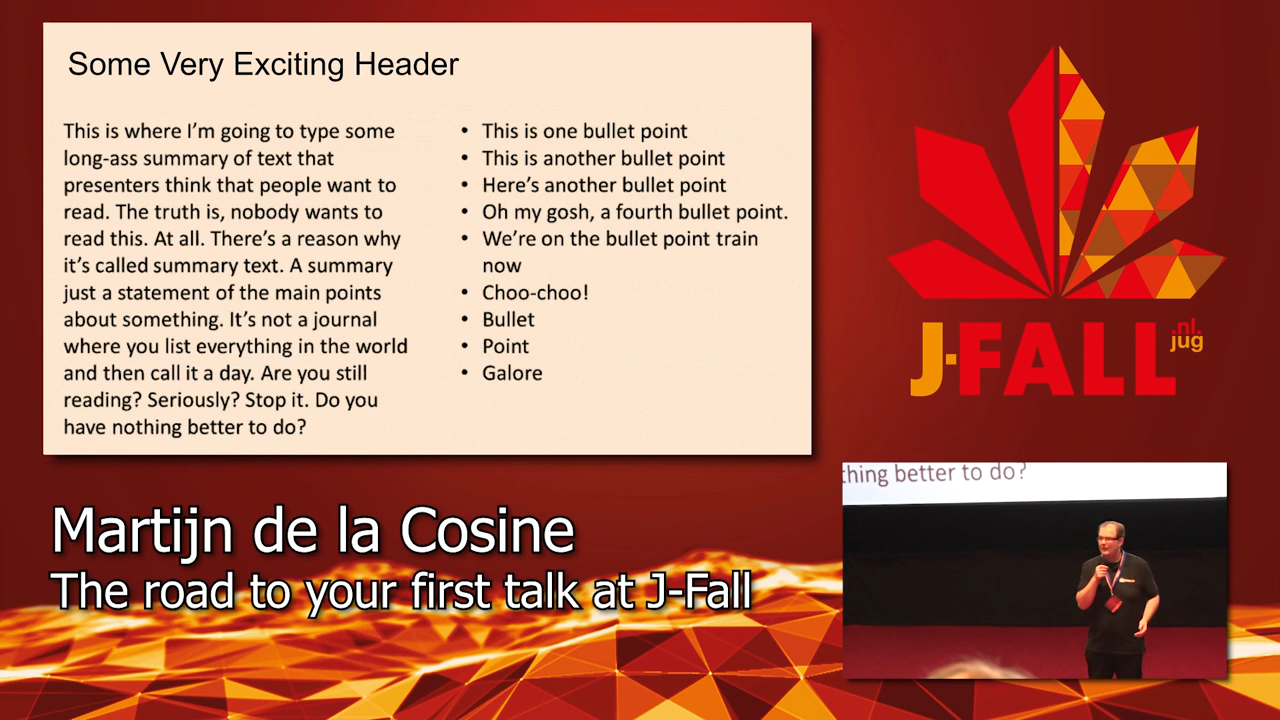 Some Very Exciting Header
This is where I'm going to type some
long-ass summary of text that
presenters think that people want to
read. The truth is, nobody wants to
read this. At all. There's a reason why
it's called summary text. A summary
just a statement of the main points
about something. It's not a journal
where you list everything in the world
and then call it a day. Are you still
reading? Seriously? Stop it. Do you
have nothing better to do?
• This is one bullet point
• This is another bullet point
• Here's another bullet point
• Oh my gosh, a fourth bullet point.
• We're on the bullet point train
now
• Choo-choo!
• Bullet
• Point
• Galore
J-FALL
.nl.
jug
thing better to do?
Martijn de la Cosine
The road to your first talk at J-Fall